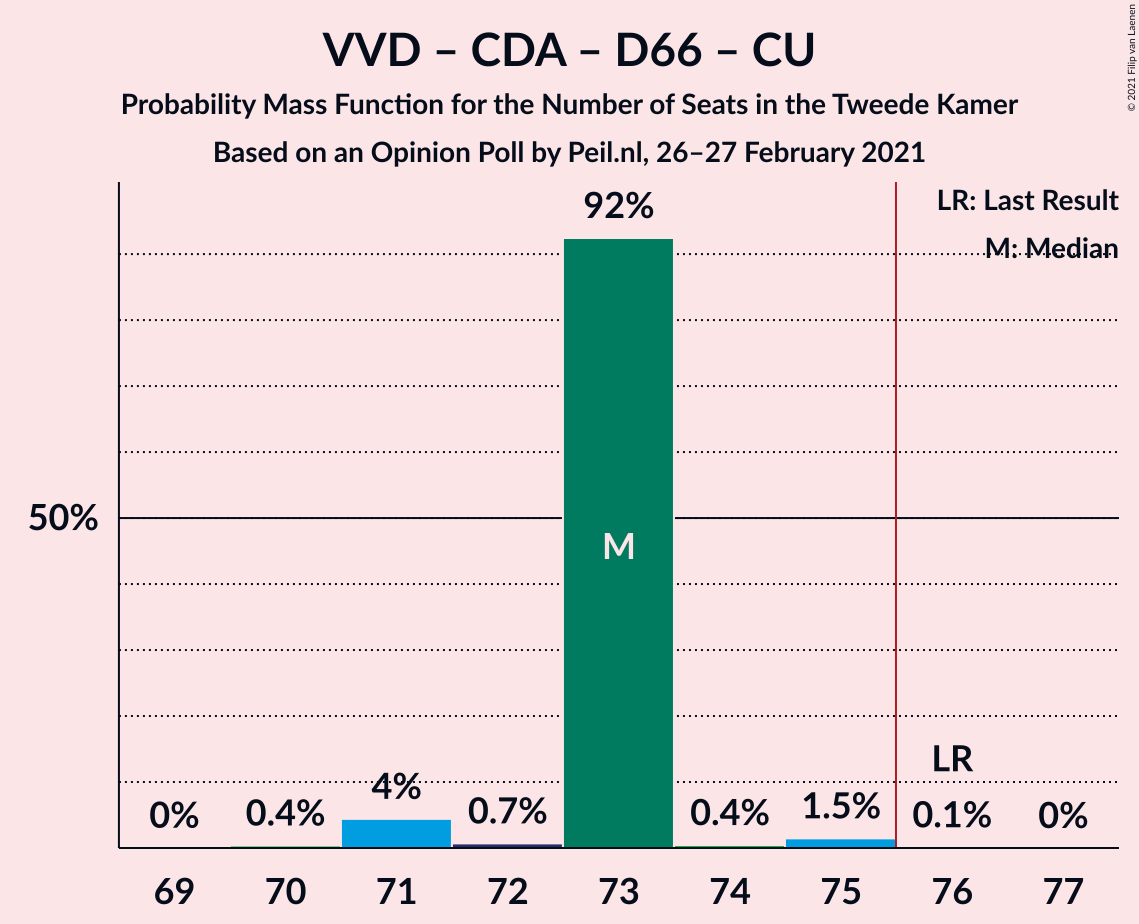 VVD – CDA – D66 – CU
Probability Mass Function for the Number of Seats in the Tweede Kamer
Based on an Opinion Poll by Peil.nl, 26–27 February 2021
© 2021 Filip van Laenen
LR: Last Result
M: Median
92%
50%
M
LR
0%
0.4%
4%
0.7%
0.4%
1.5%
0.1%
0%
69 70 71 72 73 74 75 76 77